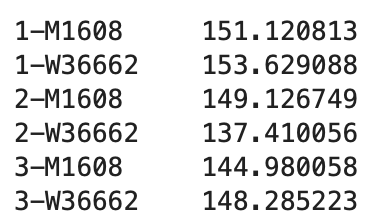 1-M1608 151.120813
1-W36662 153.629088
2-M1608 149.126749
2-W36662 137.410056
3-M1608 144.980058
3-W36662 148.285223